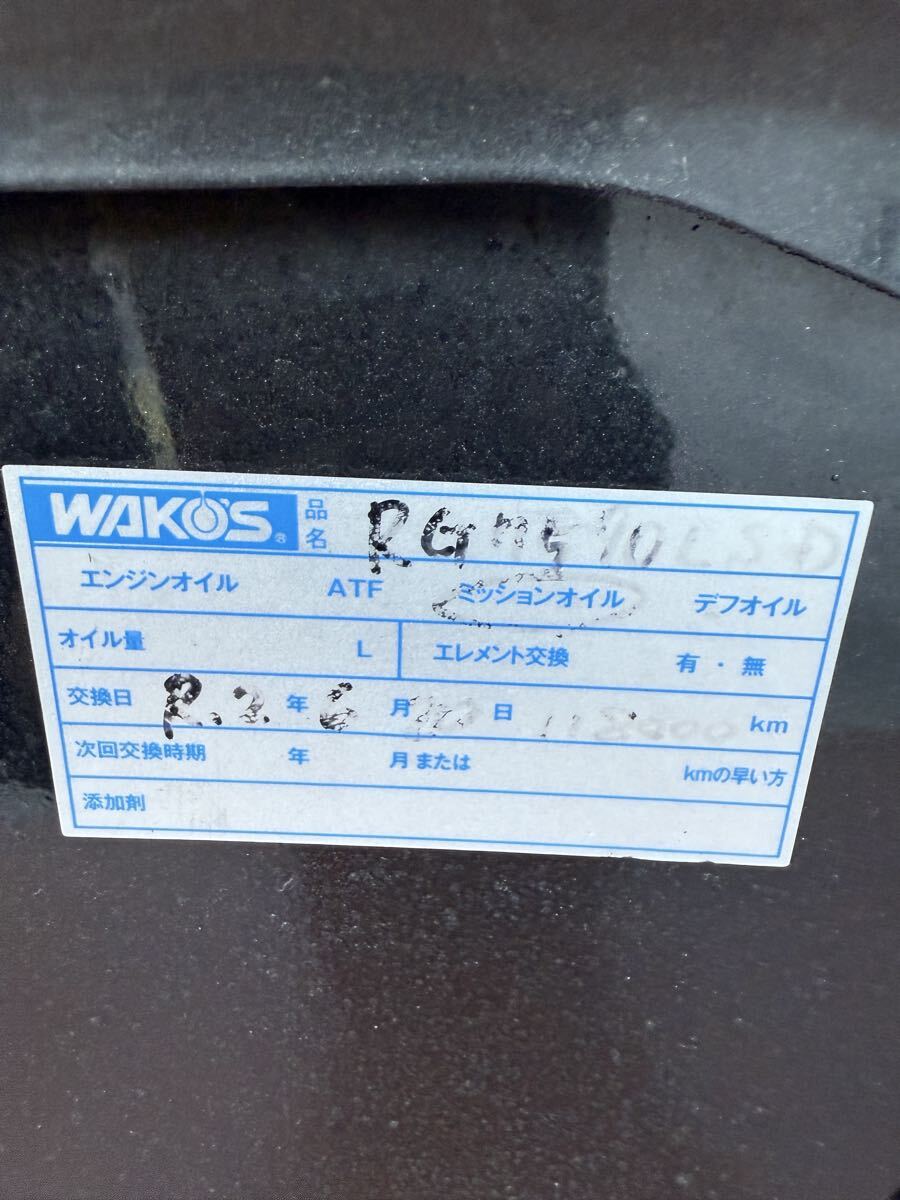 WAKO'S® 品名 RG
エンジンオイル ATF ミッションオイル デフオイル
オイル量 L エレメント交換 有・無
交換日 R.2年 6月 日 km
次回交換時期 年 月または kmの早い方
添加剤